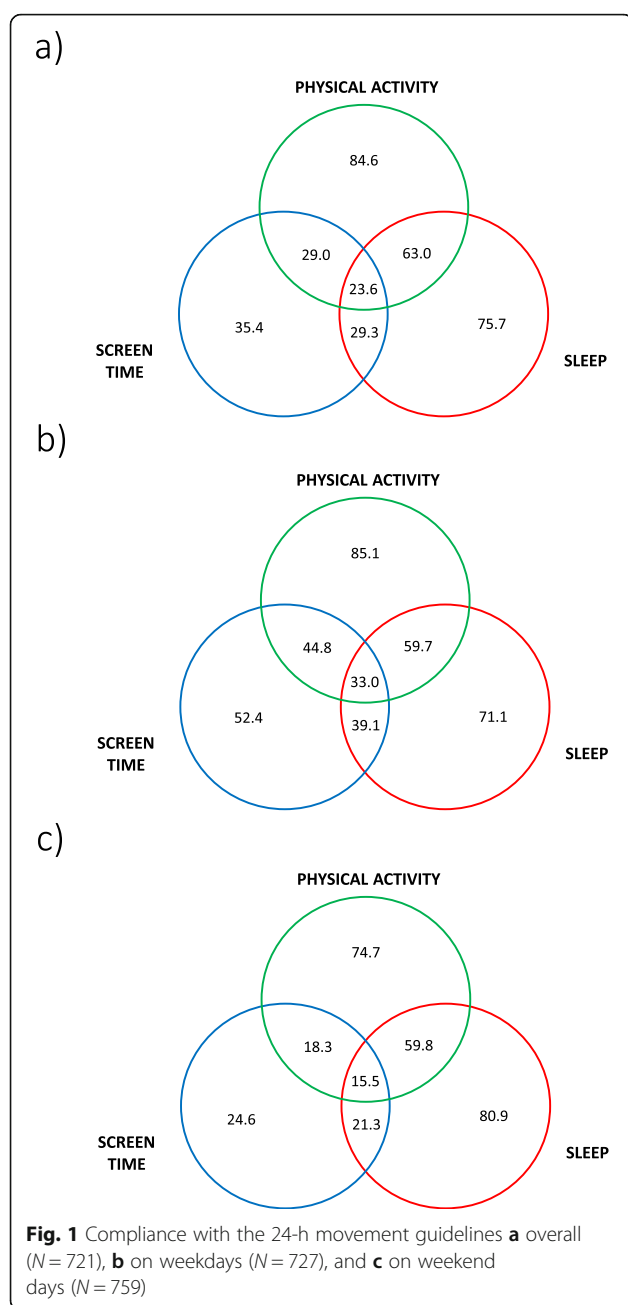 a)
PHYSICAL ACTIVITY
84.6
29.0
63.0
23.6
35.4
29.3
75.7
SCREEN
TIME
SLEEP
b)
PHYSICAL ACTIVITY
85.1
44.8
59.7
33.0
52.4
39.1
71.1
SCREEN
TIME
SLEEP
c)
PHYSICAL ACTIVITY
74.7
18.3
59.8
15.5
24.6
21.3
80.9
SCREEN
TIME
SLEEP
Fig. 1 Compliance with the 24-h movement guidelines a overall
(N = 721), b on weekdays (N = 727), and c on weekend
days (N = 759)